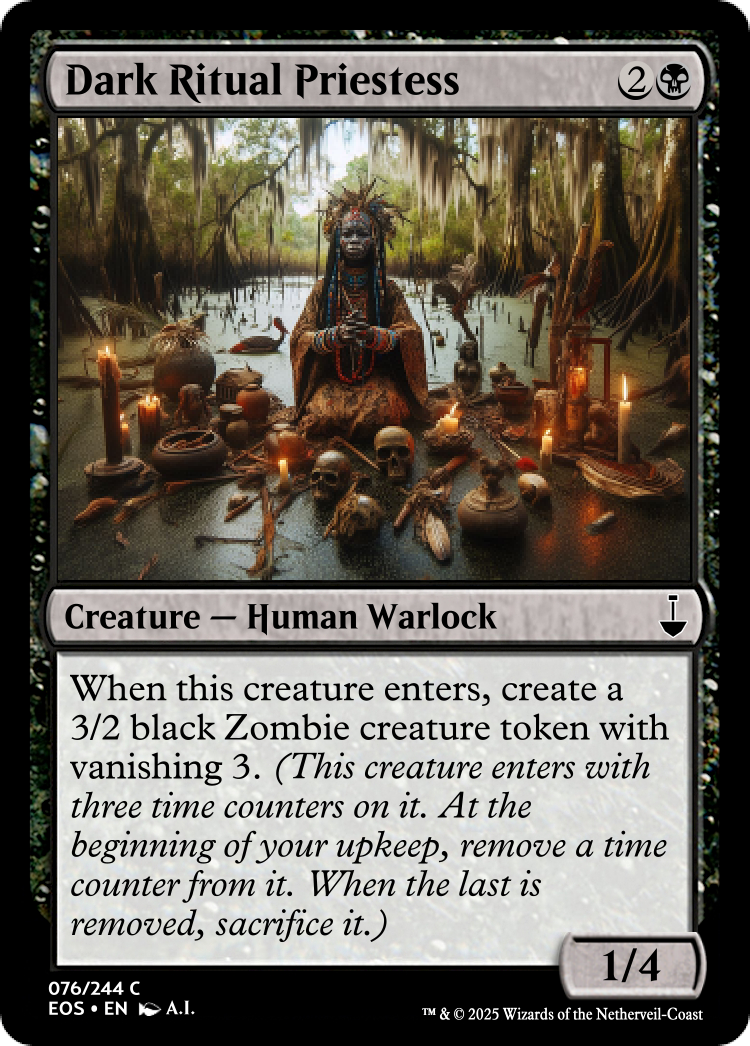 Dark Ritual Priestess 2
Creature — Human Warlock
When this creature enters, create a
3/2 black Zombie creature token with
vanishing 3. (This creature enters with
three time counters on it. At the
beginning of your upkeep, remove a time
counter from it. When the last is
removed, sacrifice it.)
1/4
076/244 C
EOS • EN A.I.
™ & © 2025 Wizards of the Netherveil-Coast